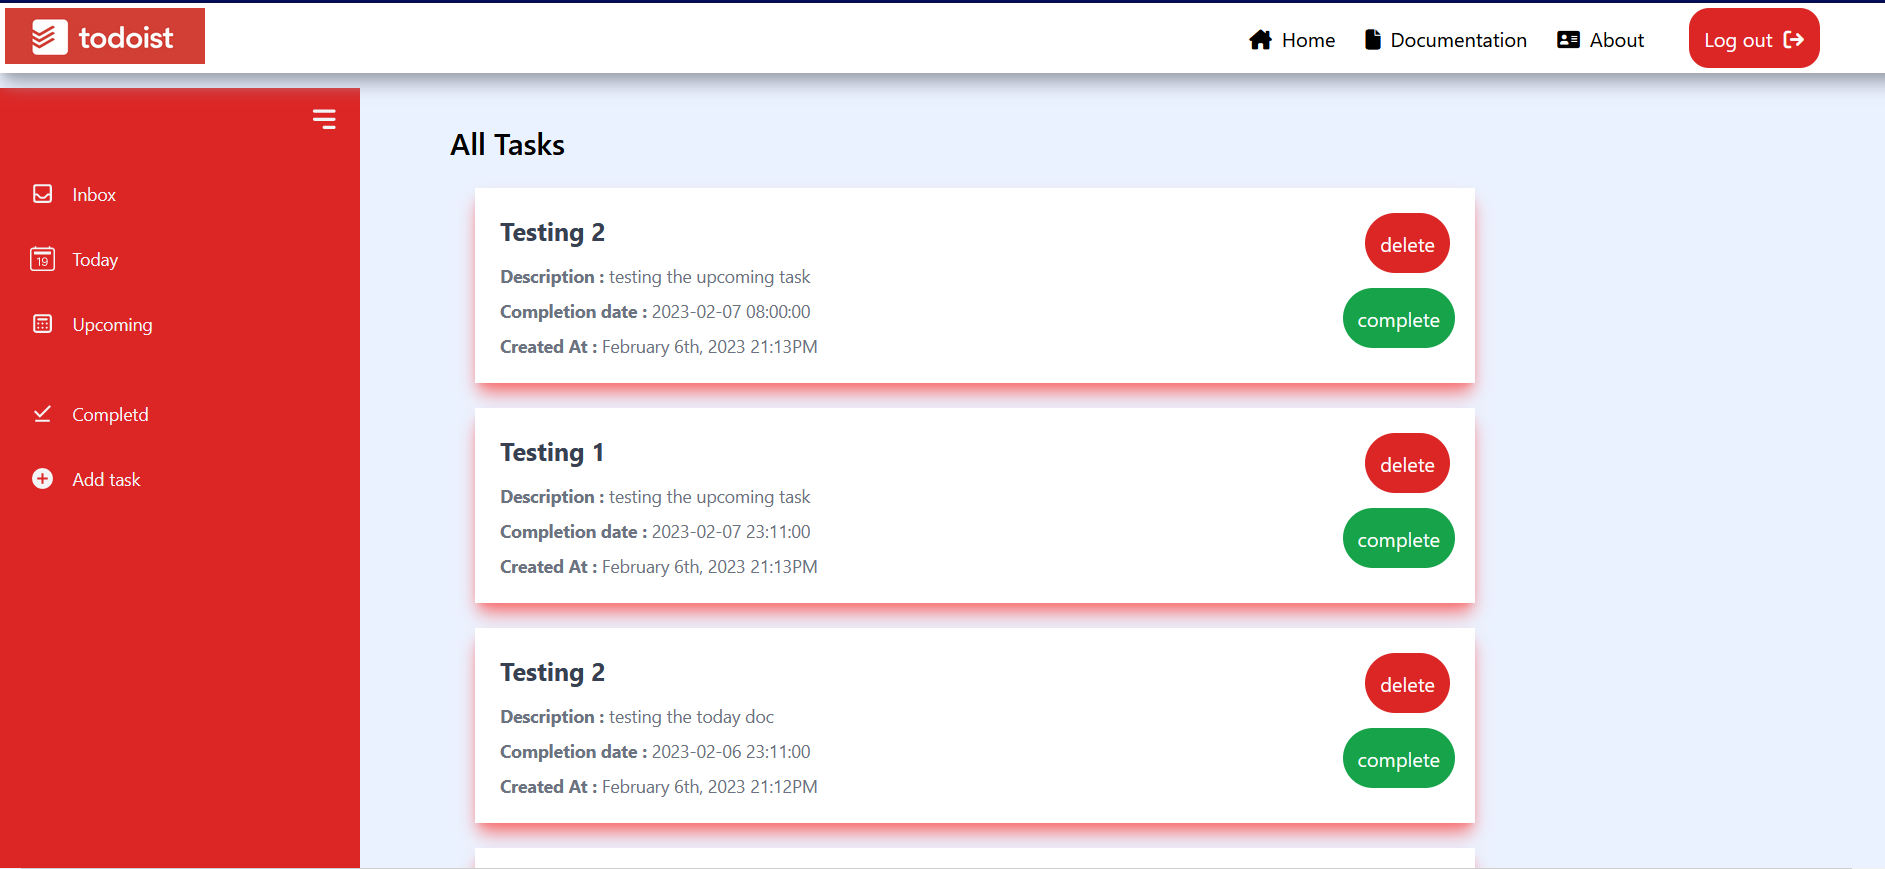 todoist
Home Documentation About Log out
Inbox
19 Today
Upcoming
Completd
Add task
All Tasks
Testing 2
Description : testing the upcoming task
Completion date : 2023-02-07 08:00:00
Created At : February 6th, 2023 21:13PM
delete
complete
Testing 1
Description : testing the upcoming task
Completion date : 2023-02-07 23:11:00
Created At : February 6th, 2023 21:13PM
delete
complete
Testing 2
Description : testing the today doc
Completion date : 2023-02-06 23:11:00
Created At : February 6th, 2023 21:12PM
delete
complete